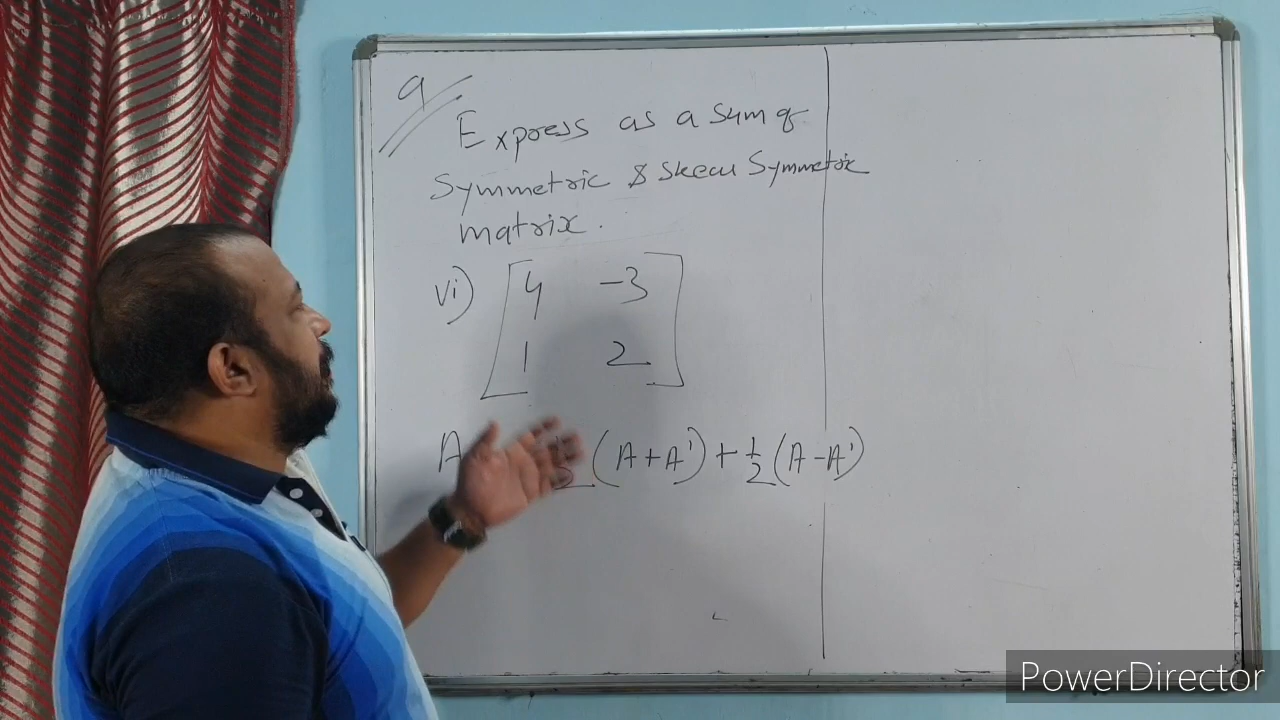 9
Express as a sum of
Symmetric & Skew Symmetric
matrix.
vi) [4 -3
1 2]
A (A+A') + 1/2 (A-A')
PowerDirector